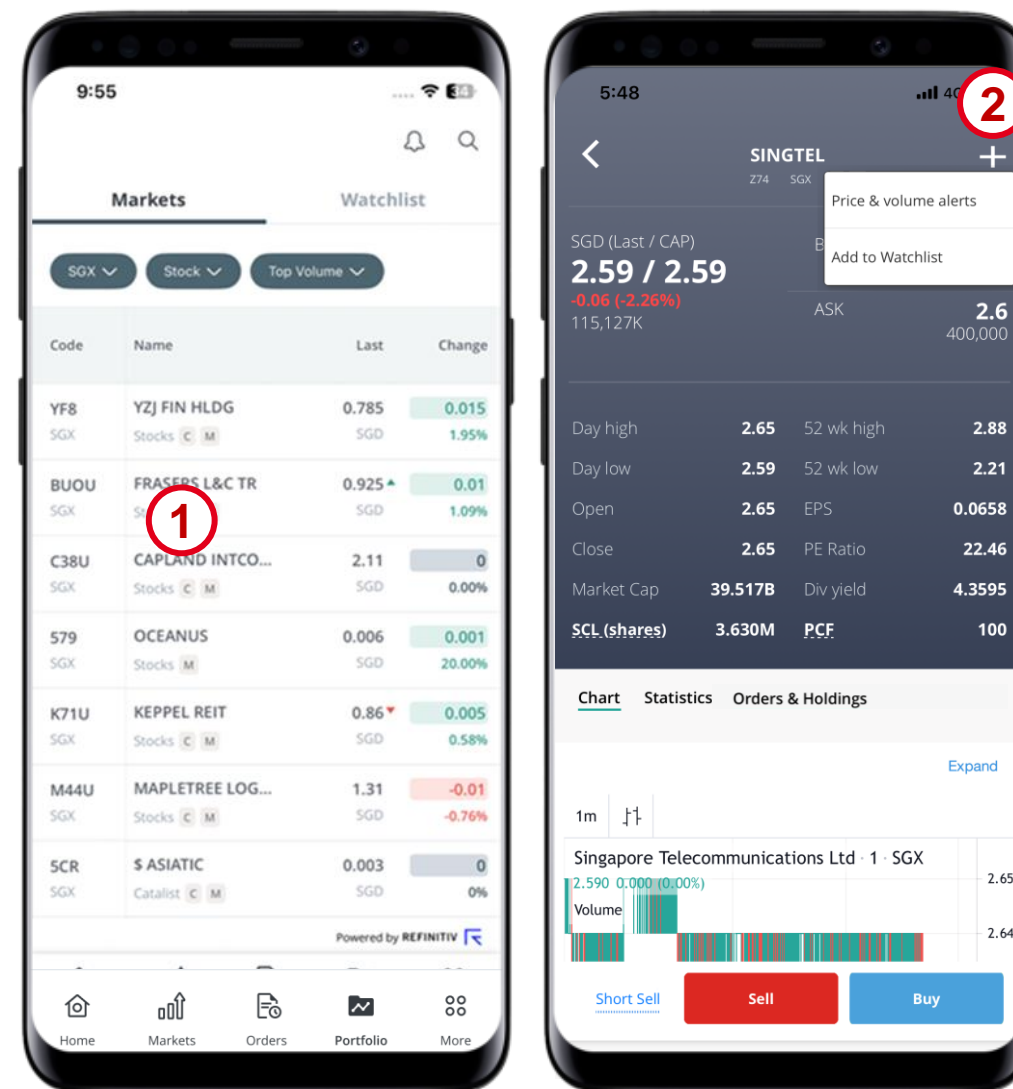 9:55
34
Markets Watchlist
SGX Stock Top Volume
Code Name Last Change
YF8 YZJ FIN HLDG 0.785 0.015
SGX Stocks C M SGD 1.95%
BUOU FRASERS L&C TR 0.925 0.01
SGX SGD 1.09%
1
C38U CAPLAND INTCO... 2.11 0
SGX Stocks C M SGD 0.00%
579 OCEANUS 0.006 0.001
SGX Stocks M SGD 20.00%
K71U KEPPEL REIT 0.86 0.005
SGX Stocks C M SGD 0.58%
M44U MAPLETREE LOG... 1.31 -0.01
SGX Stocks C M SGD -0.76%
5CR $ ASIATIC 0.003 0
SGX Catalist C M SGD 0%
Powered by REFINITIV
Home Markets Orders Portfolio More
5:48
2
SINGTEL
Z74 SGX
Price & volume alerts
Add to Watchlist
SGD (Last / CAP)
2.59 / 2.59
-0.06 (-2.26%)
115,127K
ASK 2.6
400,000
Day high 2.65 52 wk high 2.88
Day low 2.59 52 wk low 2.21
Open 2.65 EPS 0.0658
Close 2.65 PE Ratio 22.46
Market Cap 39.517B Div yield 4.3595
SCL (shares) 3.630M PCF 100
Chart Statistics Orders & Holdings
Expand
1m
Singapore Telecommunications Ltd · 1 · SGX
2.590 0.000 (0.00%)
2.65
Volume
2.64
Short Sell Sell Buy